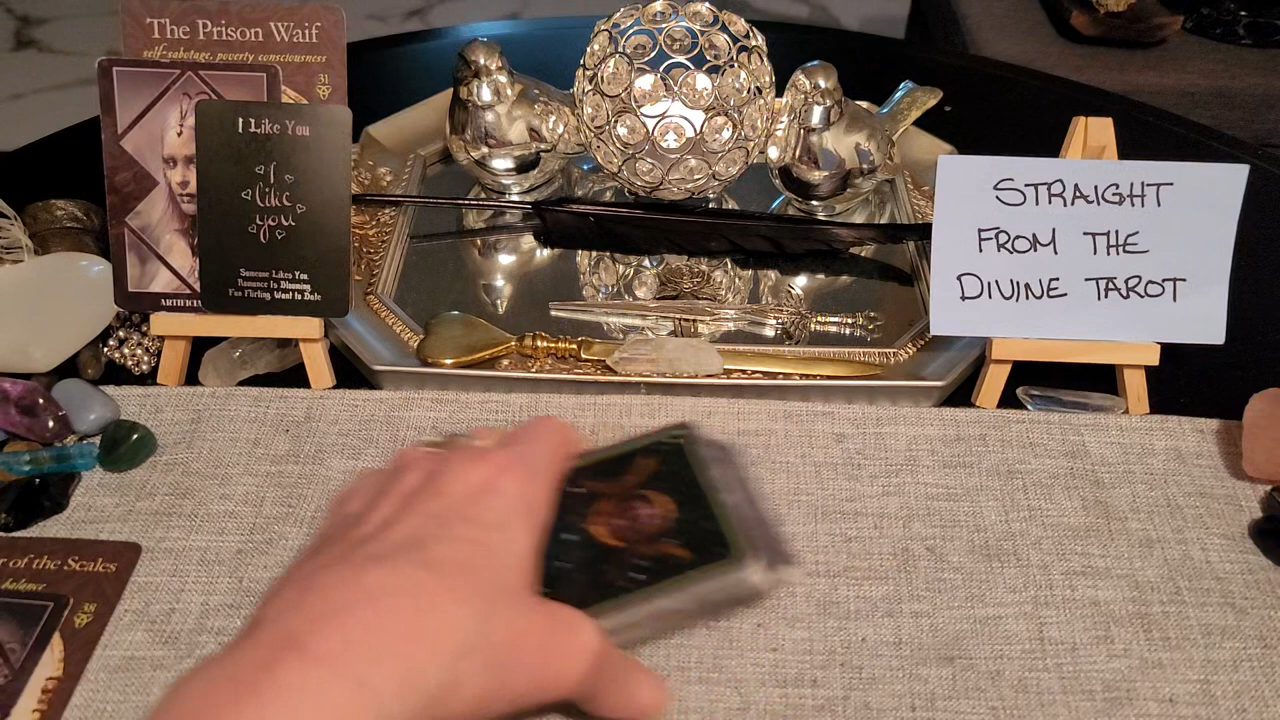 The Prison Waif
self-sabotage, poverty consciousness
31
I Like You
I
like
you
Someone Likes You.
Romance Is Blooming.
Fun Flirting. Want to Date
STRAIGHT
FROM THE
DIVINE TAROT
of the Scales
balance
38